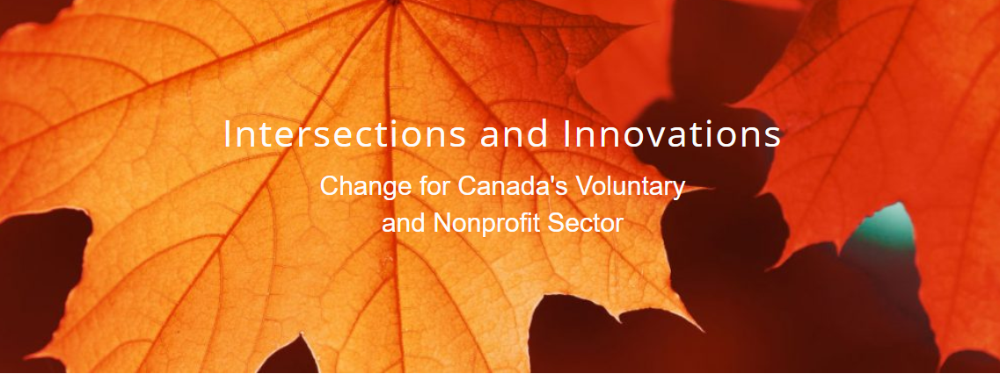 Intersections and Innovations
Change for Canada's Voluntary
and Nonprofit Sector